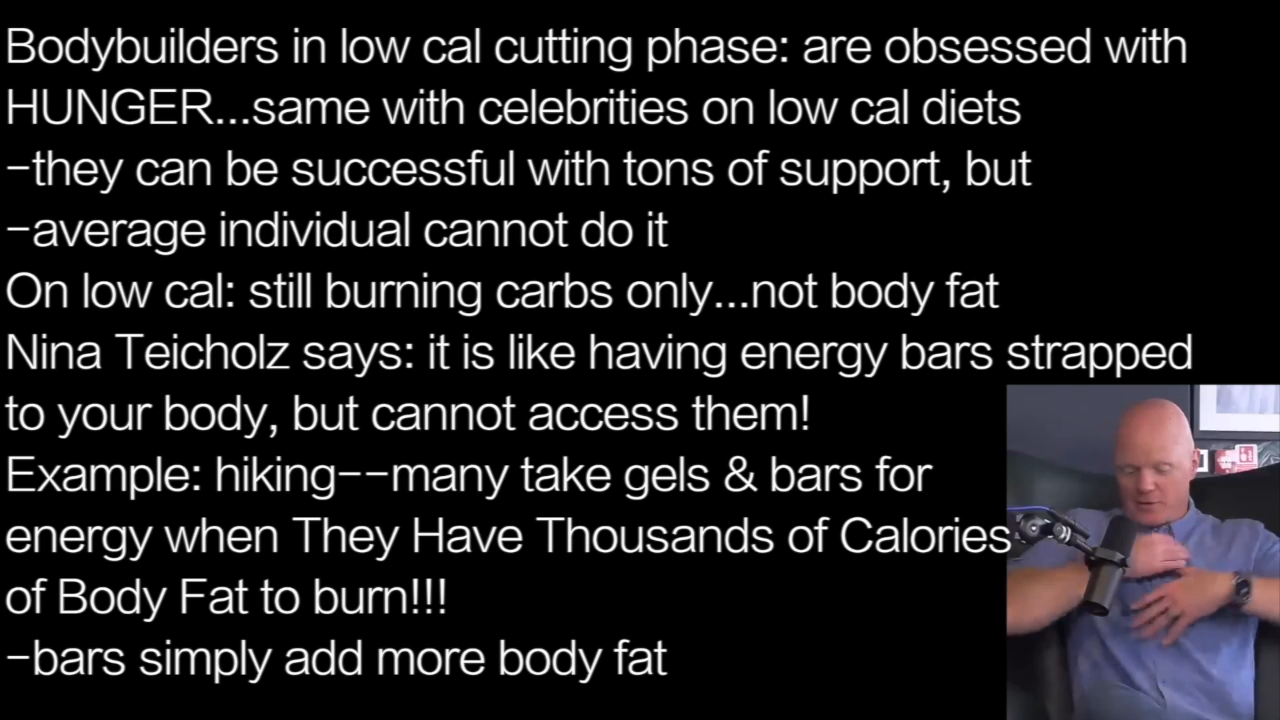 Bodybuilders in low cal cutting phase: are obsessed with
HUNGER...same with celebrities on low cal diets
-they can be successful with tons of support, but
-average individual cannot do it
On low cal: still burning carbs only...not body fat
Nina Teicholz says: it is like having energy bars strapped
to your body, but cannot access them!
Example: hiking--many take gels & bars for
energy when They Have Thousands of Calories
of Body Fat to burn!!!
-bars simply add more body fat